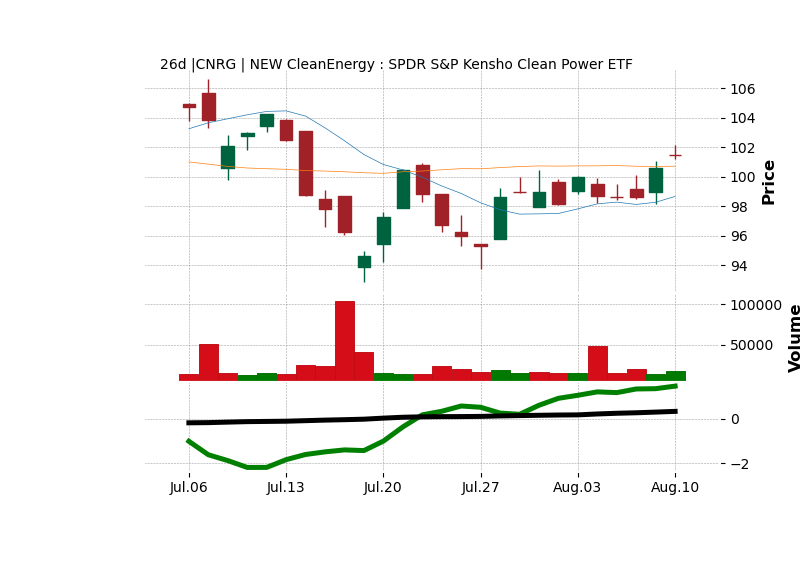 26d |CNRG | NEW CleanEnergy : SPDR S&P Kensho Clean Power ETF
106
104
102
100
98
96
94
Price
100000
50000
Volume
0
−2
Jul.06 Jul.13 Jul.20 Jul.27 Aug.03 Aug.10